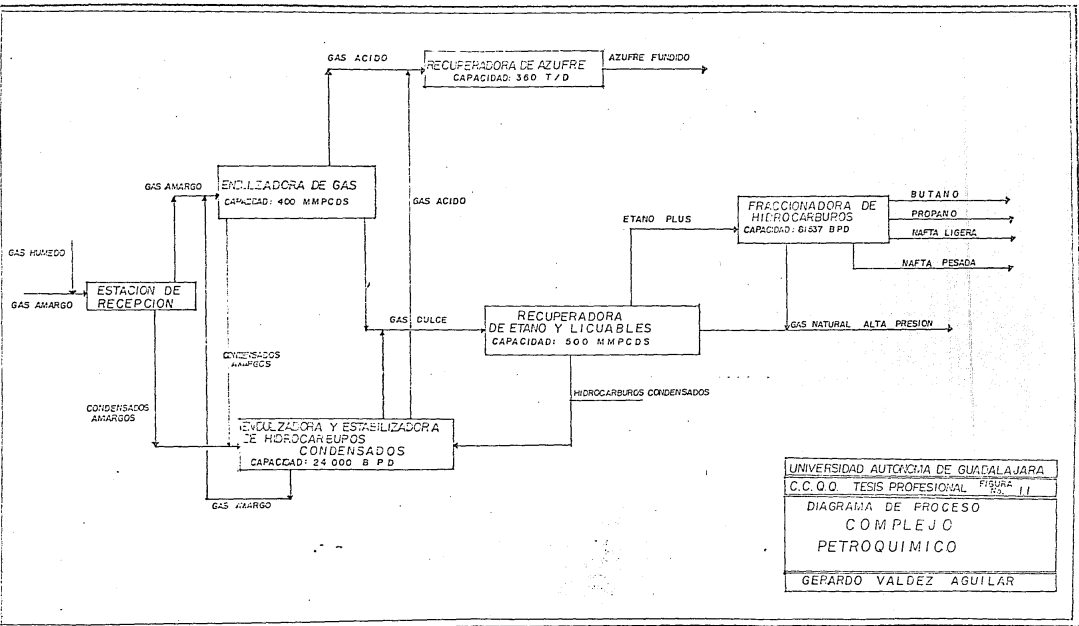 GAS ACIDO
RECUPERADORA DE AZUFRE
CAPACIDAD: 360 T/D
AZUFRE FUNDIDO
GAS AMARGO
ENDULZADORA DE GAS
CAPACIDAD: 400 MMPCDS
GAS ACIDO
ETANO PLUS
FRACCIONADORA DE
HIDROCARBUROS
CAPACIDAD: 81537 BPD
BUTANO
PROPANO
NAFTA LIGERA
NAFTA PESADA
GAS HUMEDO
GAS AMARGO
ESTACION DE
RECEPCION
GAS DULCE
RECUPERADORA
DE ETANO Y LICUABLES
CAPACIDAD: 500 MMPCDS
GAS NATURAL ALTA PRESION
CONDENSADOS
AMARGOS
HIDROCARBUROS CONDENSADOS
CONDENSADOS
AMARGOS
ENDULZADORA Y ESTABILIZADORA
DE HIDROCARBUROS
CONDENSADOS
CAPACIDAD: 24 000 B P D
GAS AMARGO
UNIVERSIDAD AUTONOMA DE GUADALAJARA
C.C.Q.Q. TESIS PROFESIONAL FIGURA No. 1.1
DIAGRAMA DE PROCESO
COMPLEJO
PETROQUIMICO
GERARDO VALDEZ AGUILAR